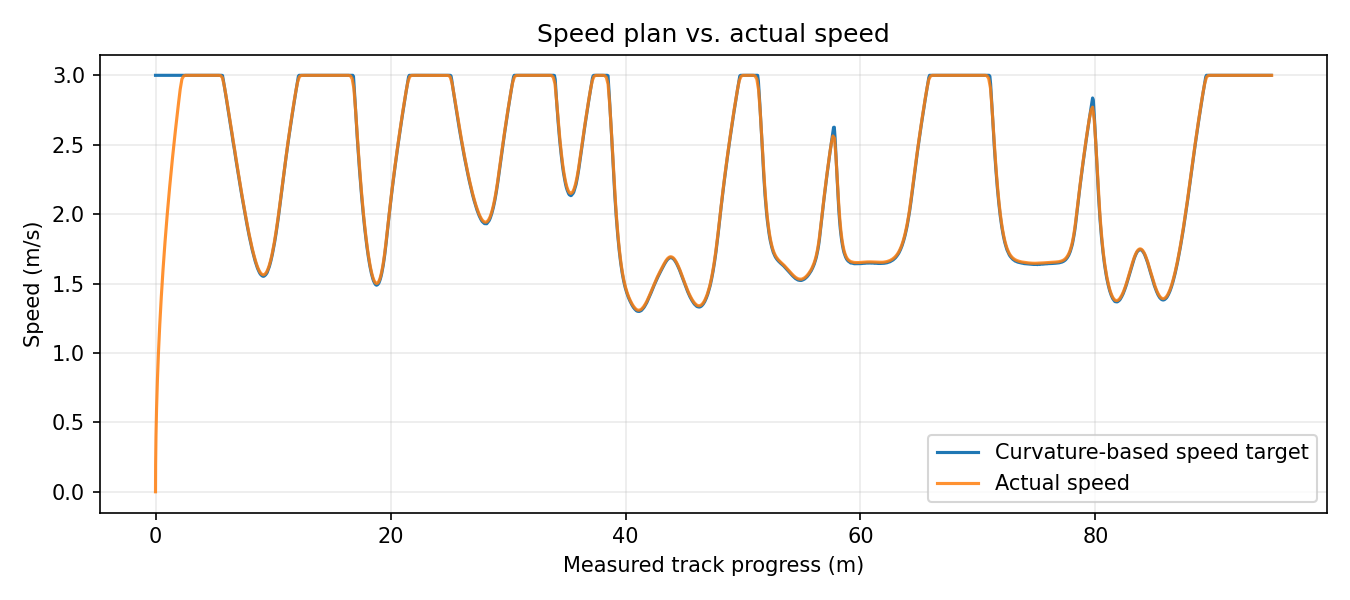 Speed plan vs. actual speed
3.0
2.5
2.0
1.5
1.0
0.5
0.0
Speed (m/s)
0 20 40 60 80
Measured track progress (m)
Curvature-based speed target
Actual speed